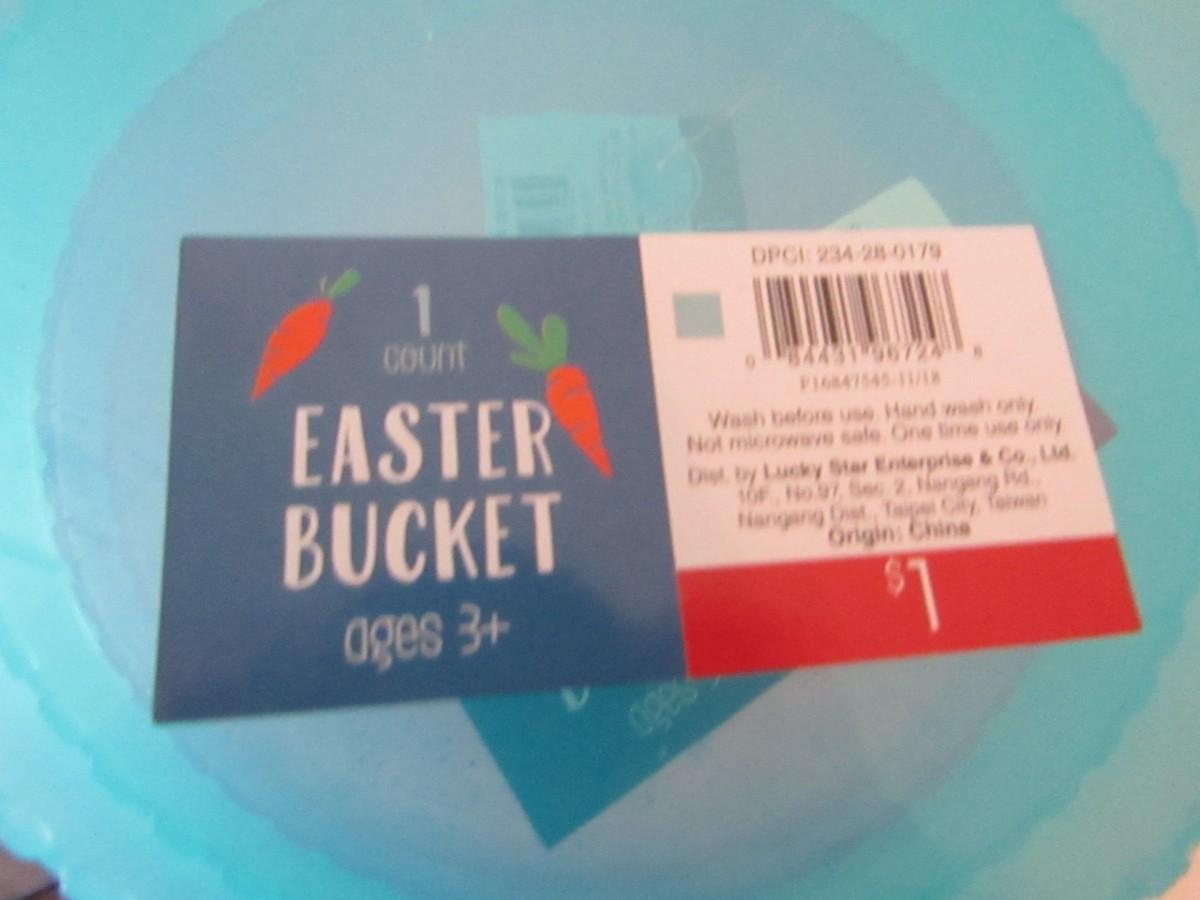 1
count
EASTER
BUCKET
ages 3+
DPCI: 234-28-0179
0 84431 96724 8
F16847545-11/18
Wash before use. Hand wash only.
Not microwave safe. One time use only.
Dist. by Lucky Star Enterprise & Co., Ltd.
10F., No.97, Sec. 2, Nangang Rd.,
Nangang Dist., Taipei City, Taiwan
Origin: China
$1
ages